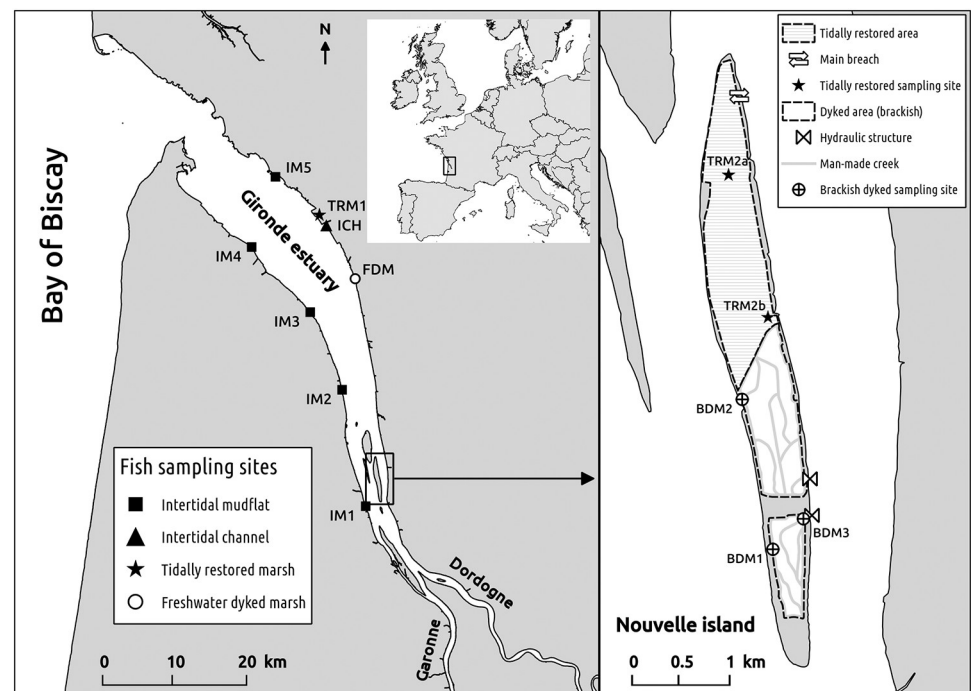 Bay of Biscay
N
IM5
TRM1
ICH
Gironde estuary
IM4
FDM
IM3
IM2
IM1
Dordogne
Garonne
Fish sampling sites
Intertidal mudflat
Intertidal channel
Tidally restored marsh
Freshwater dyked marsh
0 10 20 km
Tidally restored area
Main breach
Tidally restored sampling site
Dyked area (brackish)
Hydraulic structure
Man-made creek
Brackish dyked sampling site
TRM2a
TRM2b
BDM2
BDM3
BDM1
Nouvelle island
0 0.5 1 km